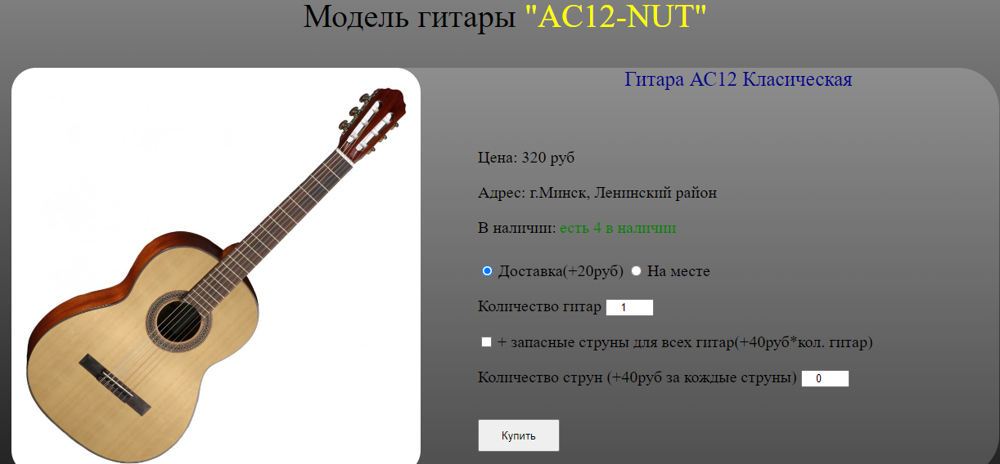 Модель гитары "AC12-NUT"
Гитара AC12 Класическая
Цена: 320 руб
Адрес: г.Минск, Ленинский район
В наличии: есть 4 в наличии
Доставка(+20руб) На месте
Количество гитар 1
+ запасные струны для всех гитар(+40руб*кол. гитар)
Количество струн (+40руб за кождые струны) 0
Купить